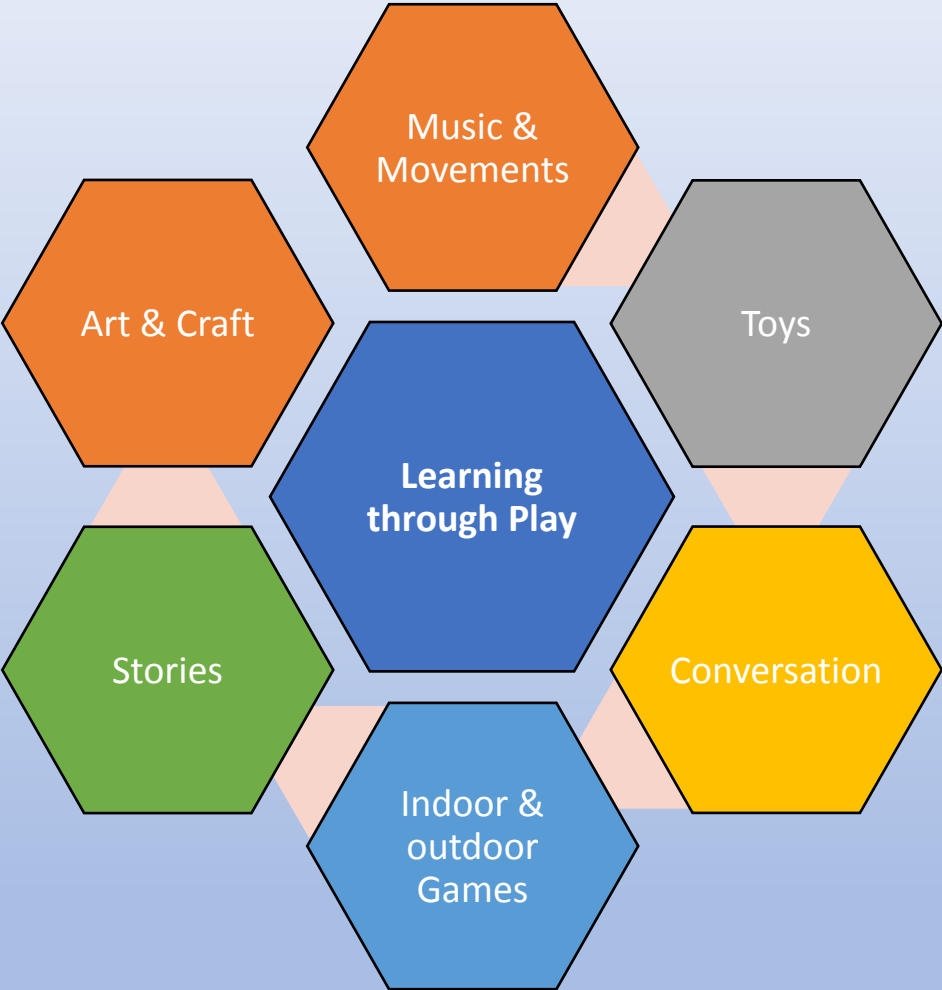 Music &
Movements
Art & Craft
Toys
Learning
through Play
Stories
Conversation
Indoor &
outdoor
Games